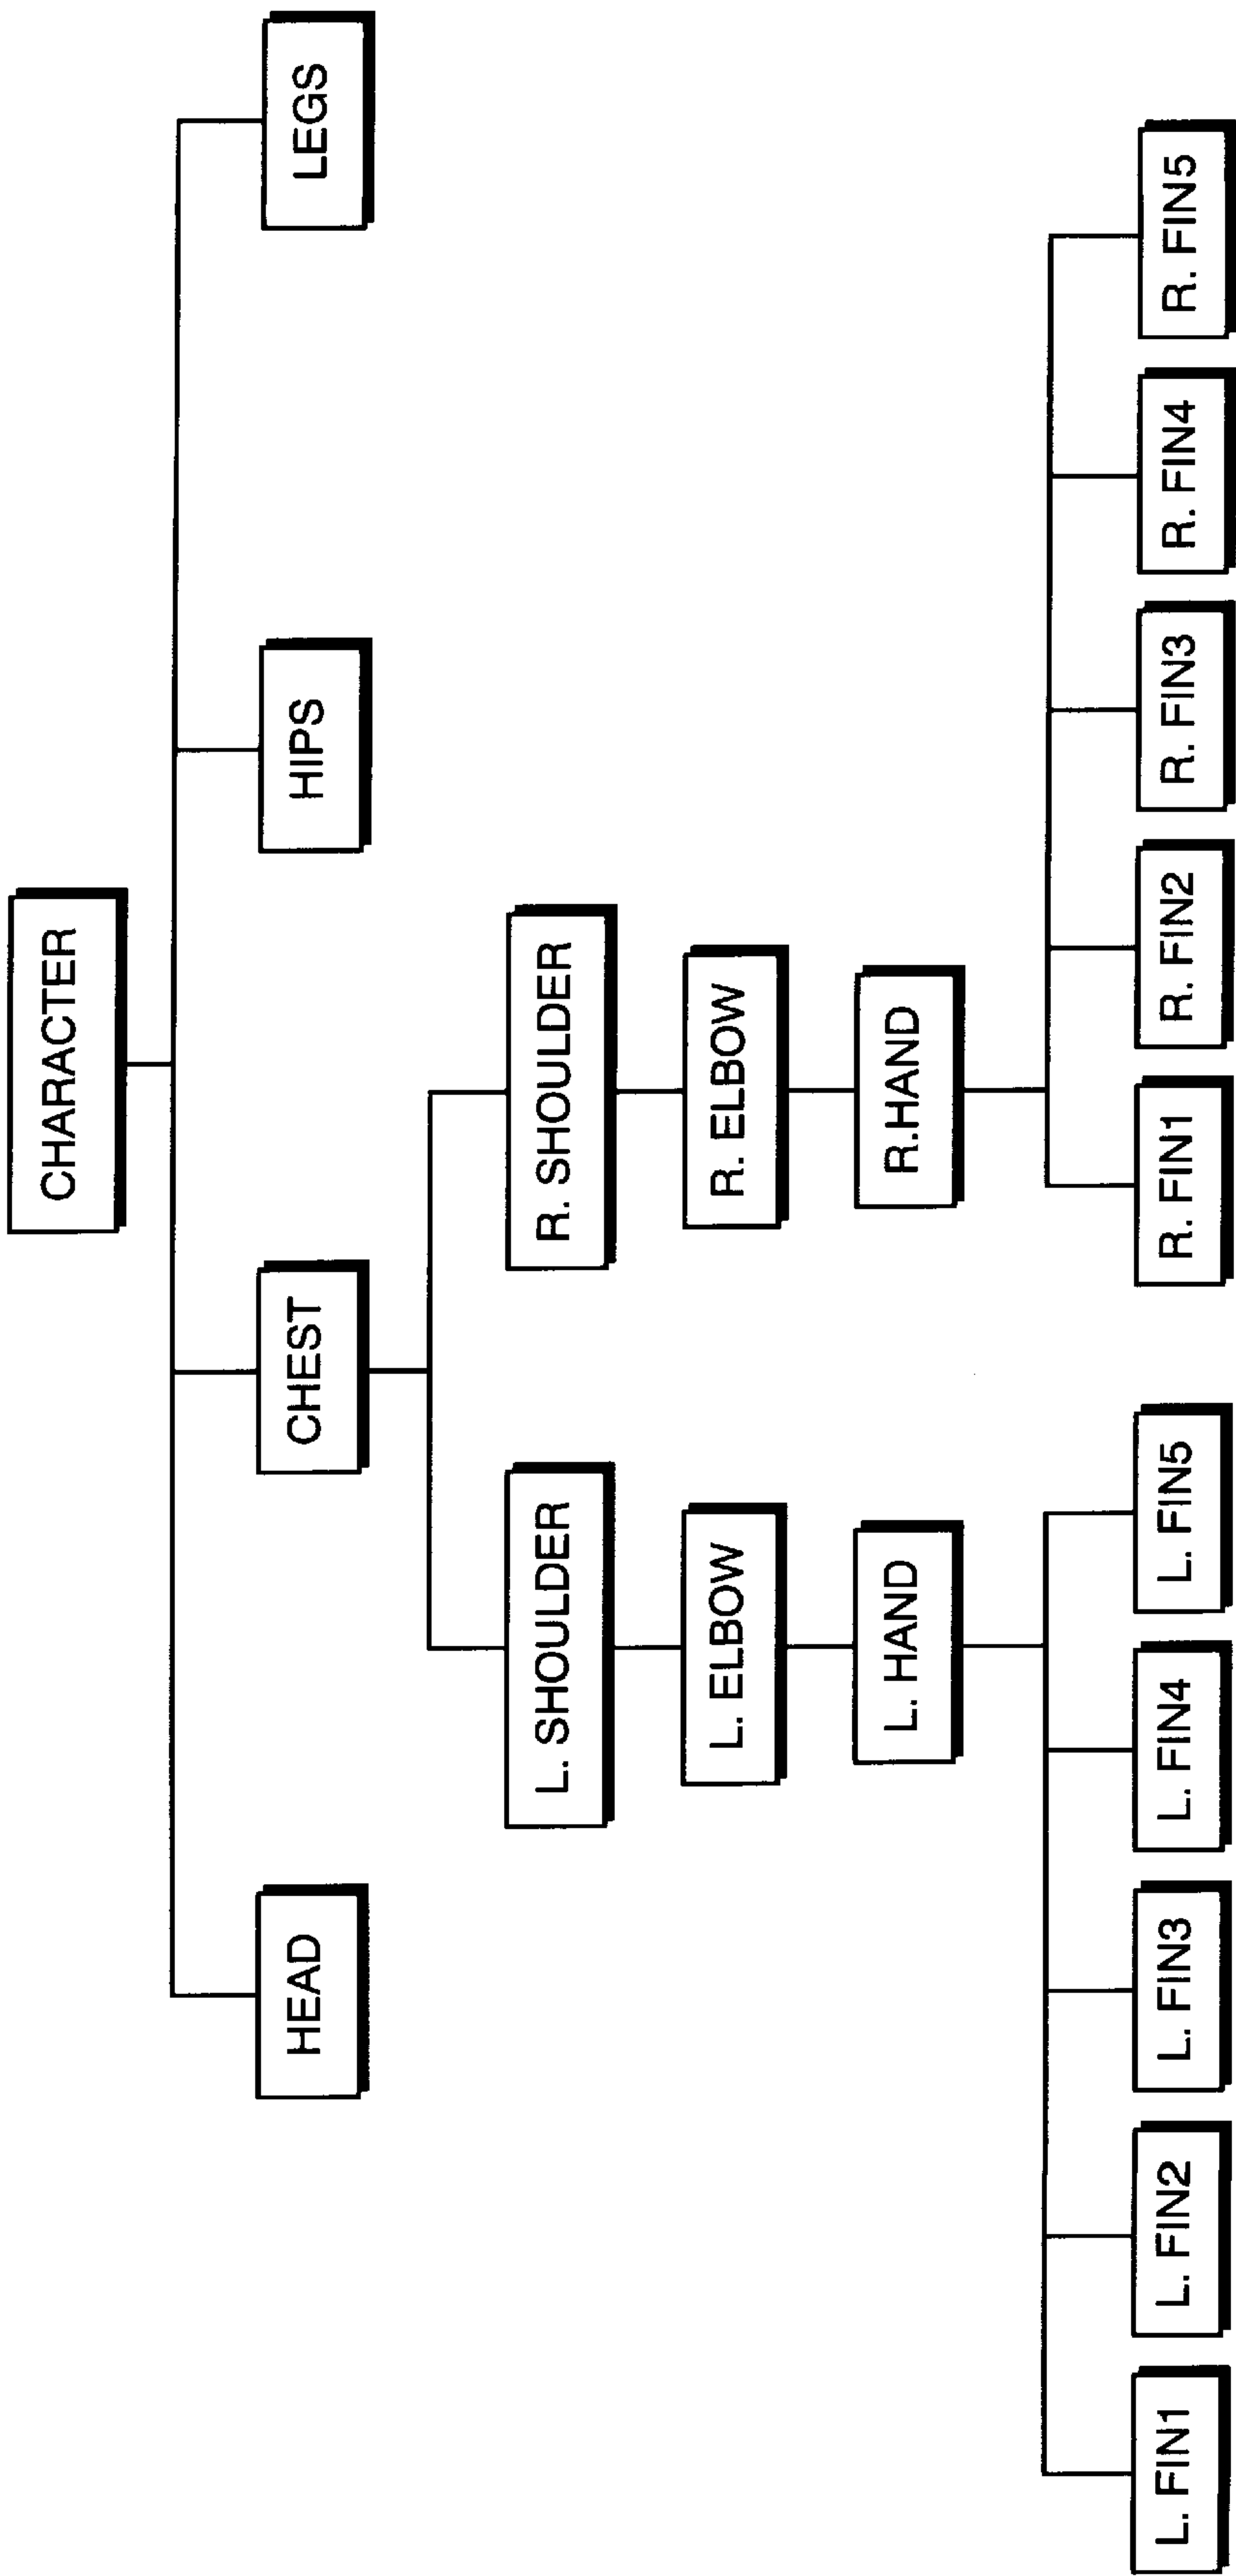 CHARACTER
HEAD
CHEST
HIPS
LEGS
L. SHOULDER
R. SHOULDER
L. ELBOW
R. ELBOW
L. HAND
R.HAND
L. FIN1
L. FIN2
L. FIN3
L. FIN4
L. FIN5
R. FIN1
R. FIN2
R. FIN3
R. FIN4
R. FIN5